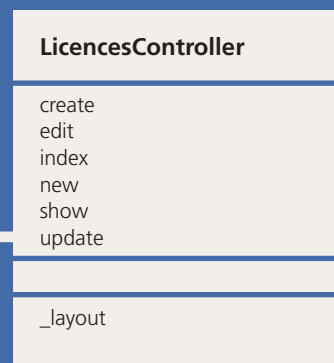 LicencesController
create
edit
index
new
show
update
_layout